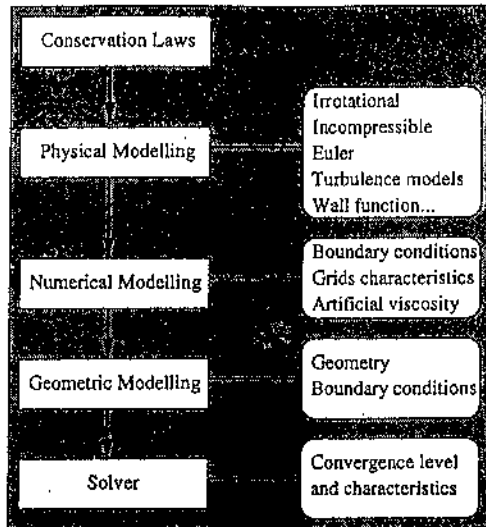 Conservation Laws
Physical Modelling
Irrotational
Incompressible
Euler
Turbulence models
Wall function...
Numerical Modelling
Boundary conditions
Grids characteristics
Artificial viscosity
Geometric Modelling
Geometry
Boundary conditions
Solver
Convergence level
and characteristics